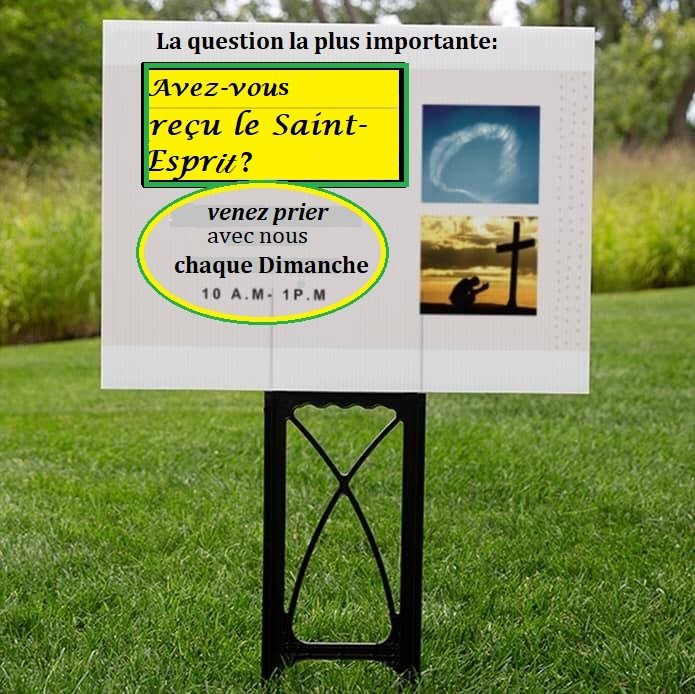 La question la plus importante:
Avez-vous
reçu le Saint-
Esprit?
venez prier
avec nous
chaque Dimanche
10 A.M- 1P.M